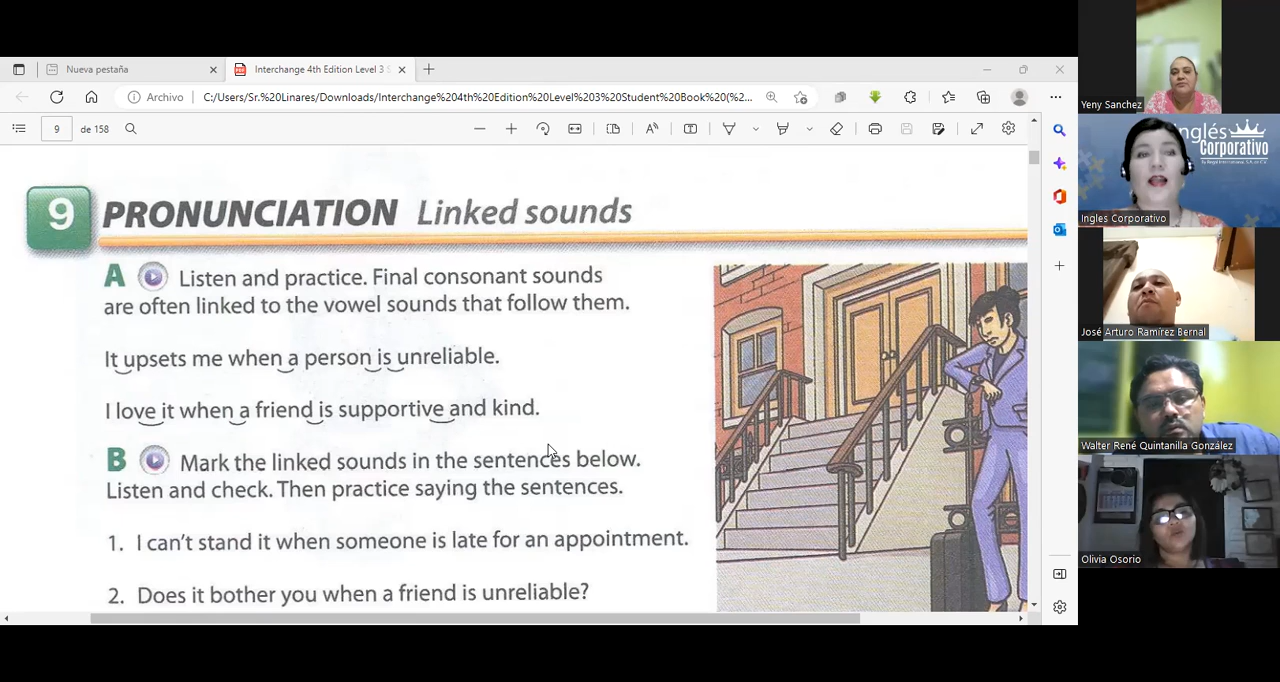 Nueva pestaña
Interchange 4th Edition Level 3 S
Archivo
C:/Users/Sr.%20Linares/Downloads/Interchange%204th%20Edition%20Level%203%20Student%20Book%20(%2...
9
de 158
9 PRONUNCIATION Linked sounds
A Listen and practice. Final consonant sounds
are often linked to the vowel sounds that follow them.
It upsets me when a person is unreliable.
I love it when a friend is supportive and kind.
B Mark the linked sounds in the sentences below.
Listen and check. Then practice saying the sentences.
1. I can't stand it when someone is late for an appointment.
2. Does it bother you when a friend is unreliable?
Yeny Sanchez
Inglés
Corporativo
Ingles Corporativo
José Arturo Ramírez Bernal
Walter René Quintanilla González
Olivia Osorio